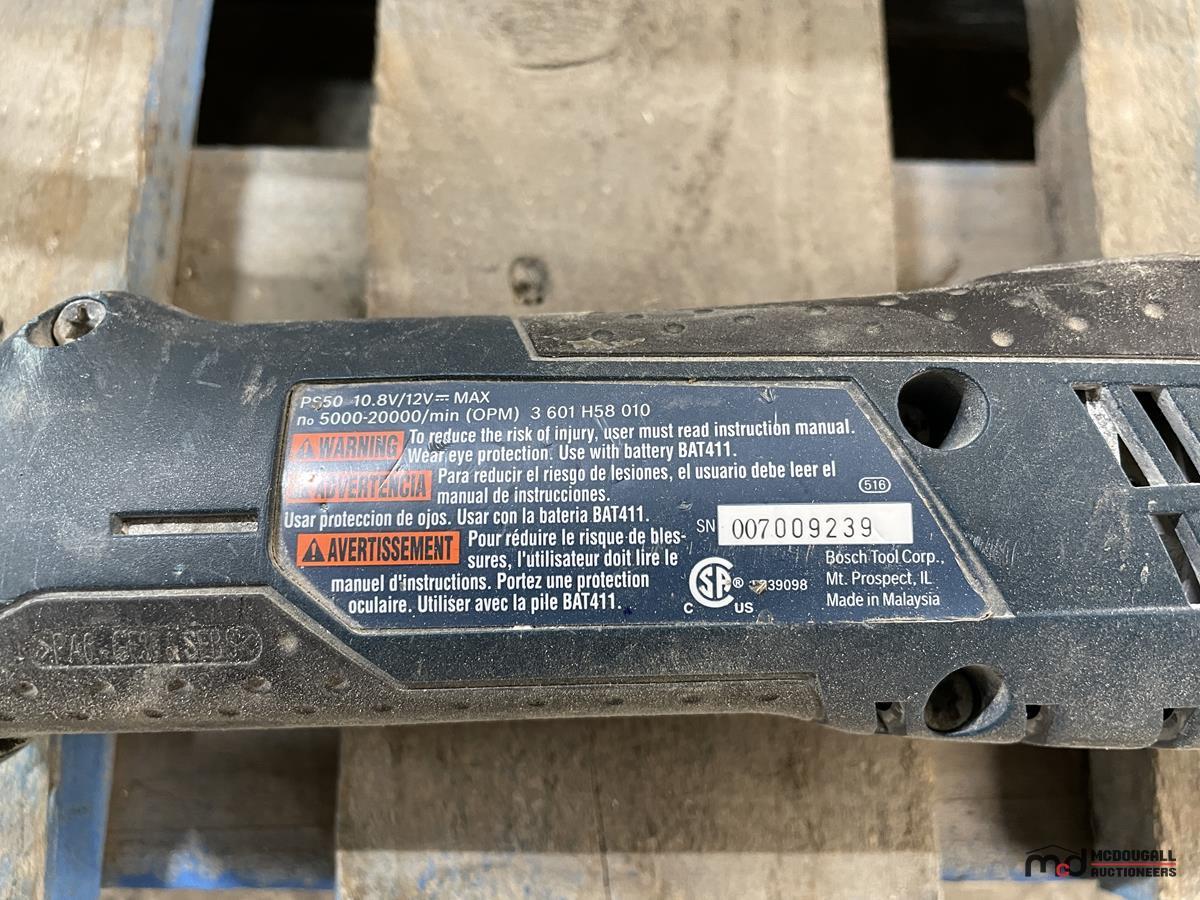 PS50 10.8V/12V⎓ MAX
no 5000-20000/min (OPM) 3 601 H58 010
⚠ WARNING To reduce the risk of injury, user must read instruction manual.
Wear eye protection. Use with battery BAT411.
ADVERTENCIA Para reducir el riesgo de lesiones, el usuario debe leer el
manual de instrucciones.
Usar proteccion de ojos. Usar con la bateria BAT411.
⚠ AVERTISSEMENT Pour réduire le risque de bles-
sures, l'utilisateur doit lire le
manuel d'instructions. Portez une protection
oculaire. Utiliser avec la pile BAT411.
516
SN 007009239
C SP® US
39098
Bosch Tool Corp.,
Mt. Prospect, IL
Made in Malaysia
mcd MCDOUGALL
AUCTIONEERS